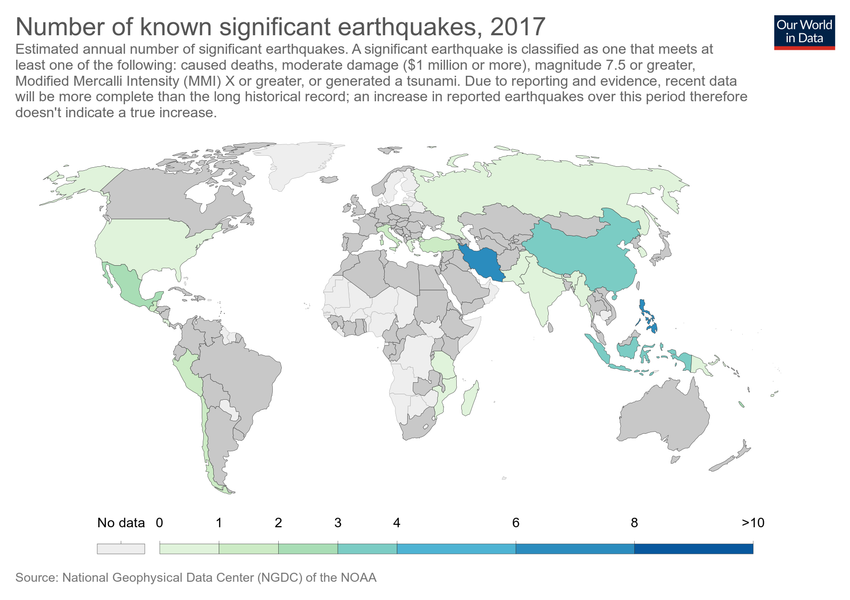 Number of known significant earthquakes, 2017
Our World
in Data
Estimated annual number of significant earthquakes. A significant earthquake is classified as one that meets at
least one of the following: caused deaths, moderate damage ($1 million or more), magnitude 7.5 or greater,
Modified Mercalli Intensity (MMI) X or greater, or generated a tsunami. Due to reporting and evidence, recent data
will be more complete than the long historical record; an increase in reported earthquakes over this period therefore
doesn't indicate a true increase.
No data 0 1 2 3 4 6 8 >10
Source: National Geophysical Data Center (NGDC) of the NOAA